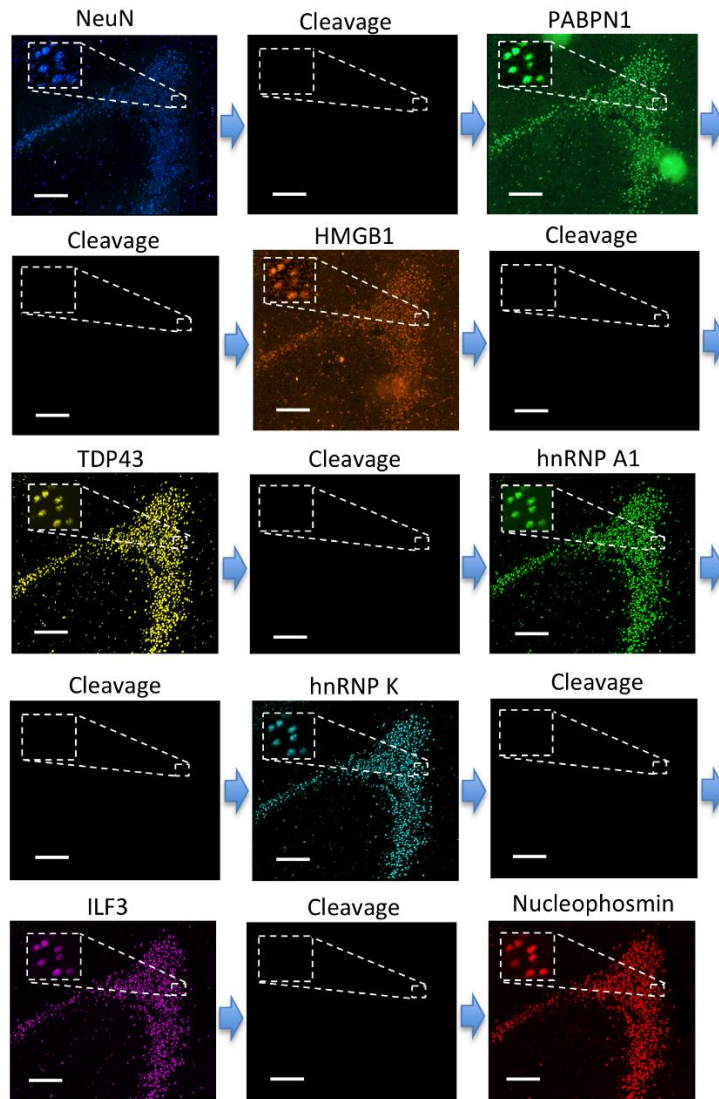 NeuN
Cleavage
PABPN1
Cleavage
HMGB1
Cleavage
TDP43
Cleavage
hnRNP A1
Cleavage
hnRNP K
Cleavage
ILF3
Cleavage
Nucleophosmin